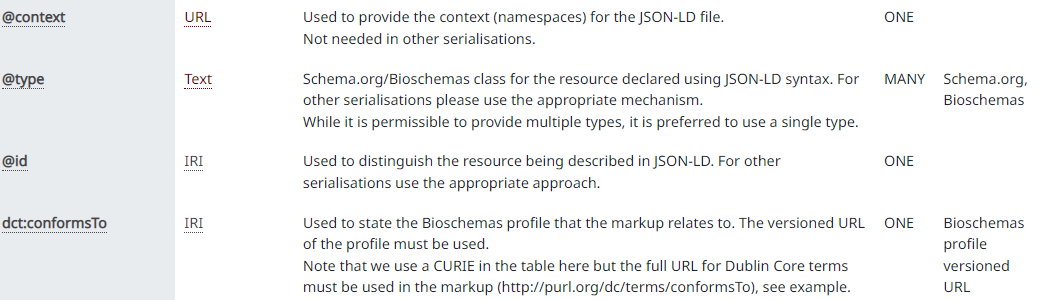 @context URL Used to provide the context (namespaces) for the JSON-LD file. ONE
Not needed in other serialisations.
@type Text Schema.org/Bioschemas class for the resource declared using JSON-LD syntax. For MANY Schema.org,
other serialisations please use the appropriate mechanism. Bioschemas
While it is permissible to provide multiple types, it is preferred to use a single type.
@id IRI Used to distinguish the resource being described in JSON-LD. For other ONE
serialisations use the appropriate approach.
dct:conformsTo IRI Used to state the Bioschemas profile that the markup relates to. The versioned URL ONE Bioschemas
of the profile must be used. profile
Note that we use a CURIE in the table here but the full URL for Dublin Core terms versioned
must be used in the markup (http://purl.org/dc/terms/conformsTo), see example. URL